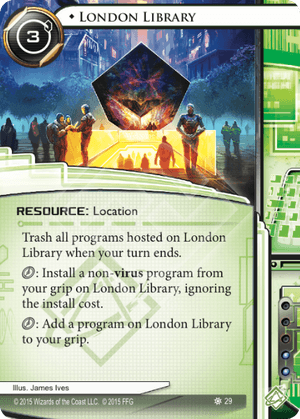 ◆ LONDON LIBRARY
3
RESOURCE: Location
Trash all programs hosted on London
Library when your turn ends.
: Install a non-virus program from
your grip on London Library, ignoring
the install cost.
: Add a program on London Library
to your grip.
Illus. James Ives
© 2015 Wizards of the Coast LLC. © 2015 FFG
29